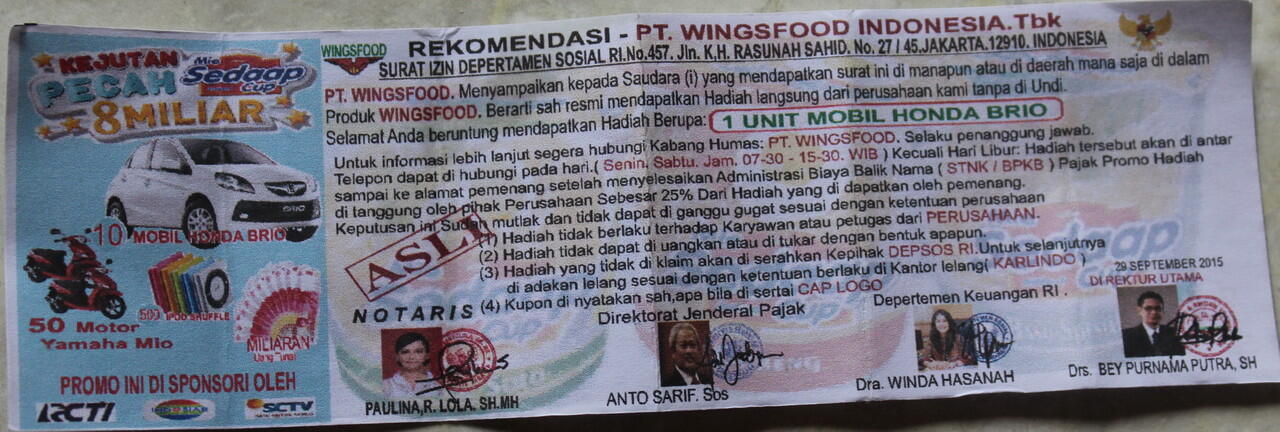 KEJUTAN
PECAH
Mie
Sedaap
Cup
8 MILIAR
BRIO
10 MOBIL HONDA BRIO
50 Motor
Yamaha Mio
500 IPOD SHUFFLE
MILIARAN
Uang Tunai
PROMO INI DI SPONSORI OLEH
RCTI
INDOSIAR
SCTV
WINGSFOOD
REKOMENDASI - PT. WINGSFOOD INDONESIA.Tbk
SURAT IZIN DEPERTAMEN SOSIAL RI.No.457. Jln. K.H. RASUNAH SAHID. No. 27 / 45.JAKARTA.12910. INDONESIA
PT. WINGSFOOD. Menyampaikan kepada Saudara (i) yang mendapatkan surat ini di manapun atau di daerah mana saja di dalam
Produk WINGSFOOD. Berarti sah resmi mendapatkan Hadiah langsung dari perusahaan kami tanpa di Undi.
Selamat Anda beruntung mendapatkan Hadiah Berupa: 1 UNIT MOBIL HONDA BRIO
Untuk informasi lebih lanjut segera hubungi Kabang Humas: PT. WINGSFOOD. Selaku penanggung jawab.
Telepon dapat di hubungi pada hari.( Senin. Sabtu. Jam. 07-30 - 15-30. WIB ) Kecuali Hari Libur: Hadiah tersebut akan di antar
sampai ke alamat pemenang setelah menyelesaikan Administrasi Biaya Balik Nama ( STNK / BPKB ) Pajak Promo Hadiah
di tanggung oleh pihak Perusahaan Sebesar 25% Dari Hadiah yang di dapatkan oleh pemenang.
Keputusan ini Sudah mutlak dan tidak dapat di ganggu gugat sesuai dengan ketentuan perusahaan
ASLI
(1) Hadiah tidak berlaku terhadap Karyawan atau petugas dari PERUSAHAAN.
(2) Hadiah tidak dapat di uangkan atau di tukar dengan bentuk apapun.
(3) Hadiah yang tidak di klaim akan di serahkan Kepihak DEPSOS RI.Untuk selanjutnya
di adakan lelang sesuai dengan ketentuan berlaku di Kantor lelang( KARLINDO )
(4) Kupon di nyatakan sah,apa bila di sertai CAP LOGO
29 SEPTEMBER 2015
NOTARIS
Direktorat Jenderal Pajak
Depertemen Keuangan RI .
DIREKTUR UTAMA
PAULINA,R. LOLA. SH.MH
ANTO SARIF. Sos
Dra. WINDA HASANAH
Drs. BEY PURNAMA PUTRA, SH